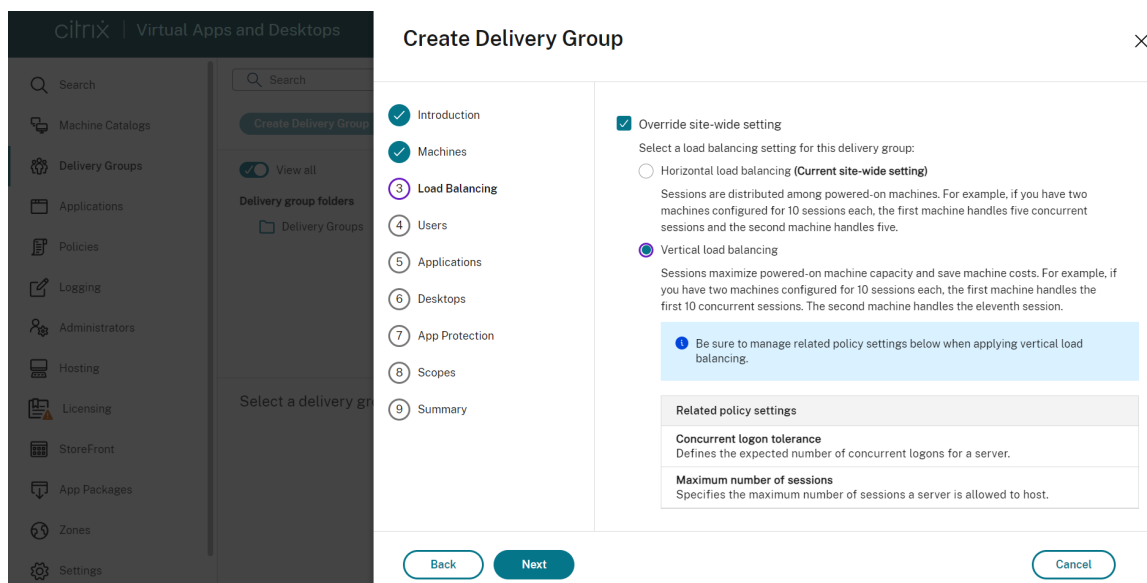 citrix | Virtual Apps and Desktops
Search
Machine Catalogs
Delivery Groups
Applications
Policies
Logging
Administrators
Hosting
Licensing
StoreFront
App Packages
Zones
Settings
Search
Create Delivery Group
View all
Delivery group folders
Delivery Groups
Select a delivery gr
Create Delivery Group
Introduction
Machines
3 Load Balancing
4 Users
5 Applications
6 Desktops
7 App Protection
8 Scopes
9 Summary
Override site-wide setting
Select a load balancing setting for this delivery group:
Horizontal load balancing (Current site-wide setting)
Sessions are distributed among powered-on machines. For example, if you have two
machines configured for 10 sessions each, the first machine handles five concurrent
sessions and the second machine handles five.
Vertical load balancing
Sessions maximize powered-on machine capacity and save machine costs. For example, if
you have two machines configured for 10 sessions each, the first machine handles the
first 10 concurrent sessions. The second machine handles the eleventh session.
Be sure to manage related policy settings below when applying vertical load
balancing.
Related policy settings
Concurrent logon tolerance
Defines the expected number of concurrent logons for a server.
Maximum number of sessions
Specifies the maximum number of sessions a server is allowed to host.
Back
Next
Cancel